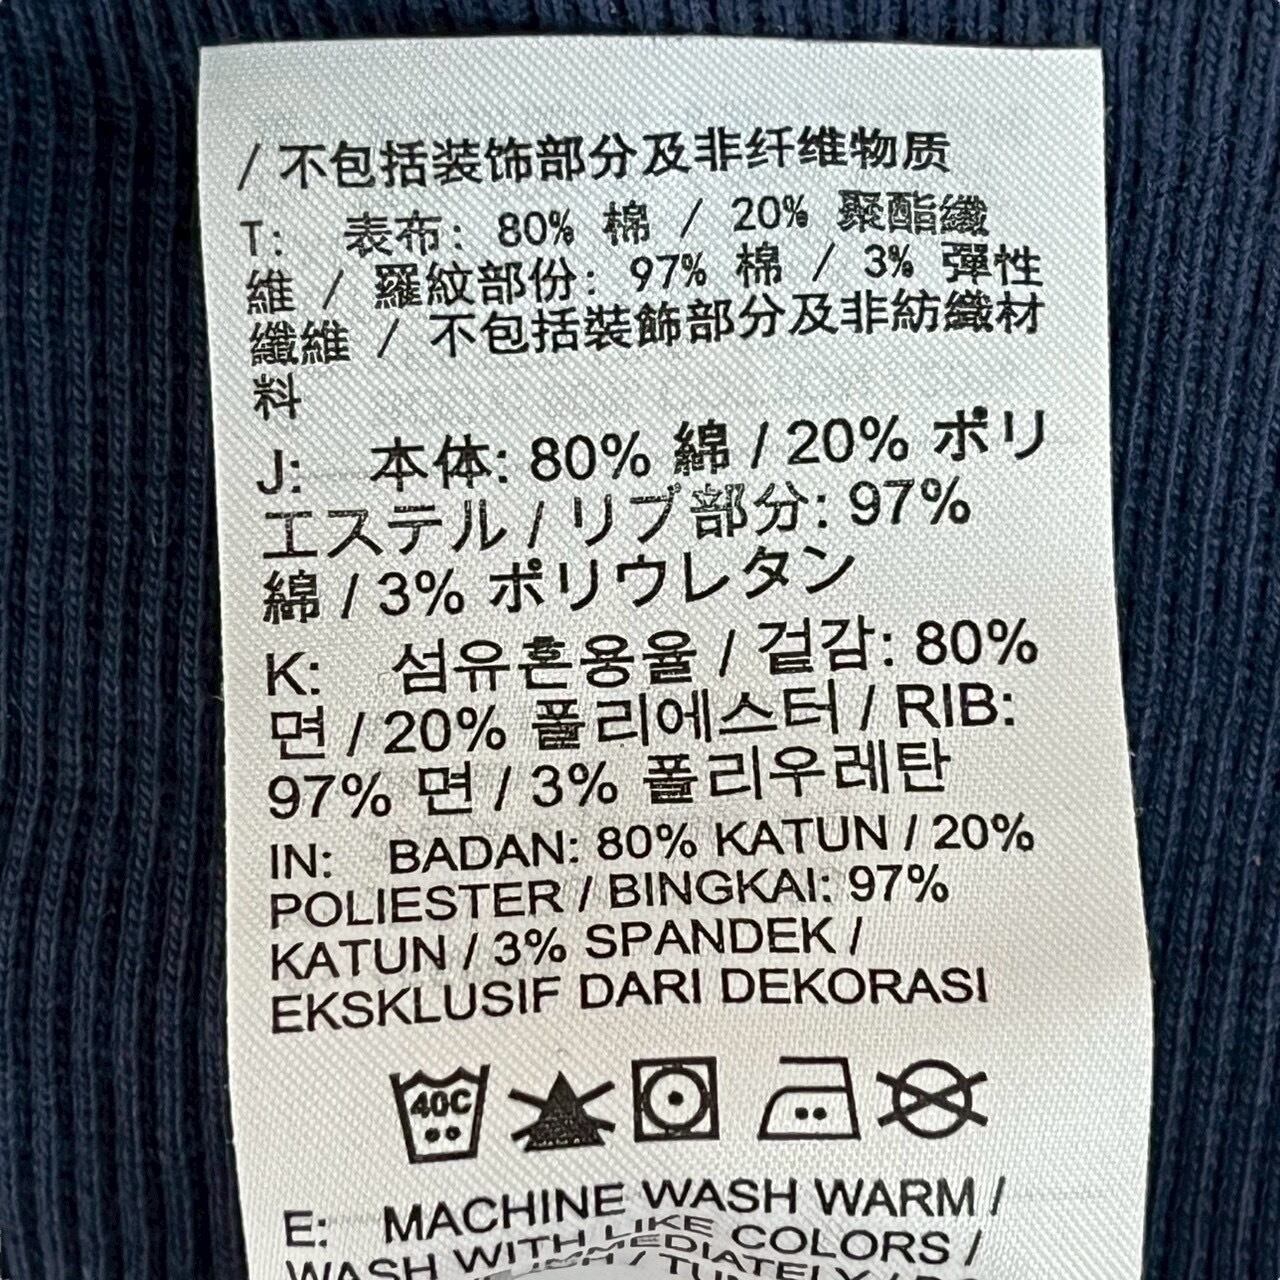 / 不包括装饰部分及非纤维物质
T: 表布: 80% 棉 / 20% 聚酯纖
維 / 羅紋部份: 97% 棉 / 3% 彈性
纖維 / 不包括裝飾部分及非紡織材
料
J: 本体: 80% 綿 / 20% ポリ
エステル / リブ部分: 97%
綿 / 3% ポリウレタン
K: 섬유혼용율 / 겉감: 80%
면 / 20% 폴리에스터 / RIB:
97% 면 / 3% 폴리우레탄
IN: BADAN: 80% KATUN / 20%
POLIESTER / BINGKAI: 97%
KATUN / 3% SPANDEK /
EKSKLUSIF DARI DEKORASI
40C
E: MACHINE WASH WARM /
WASH WITH LIKE COLORS /